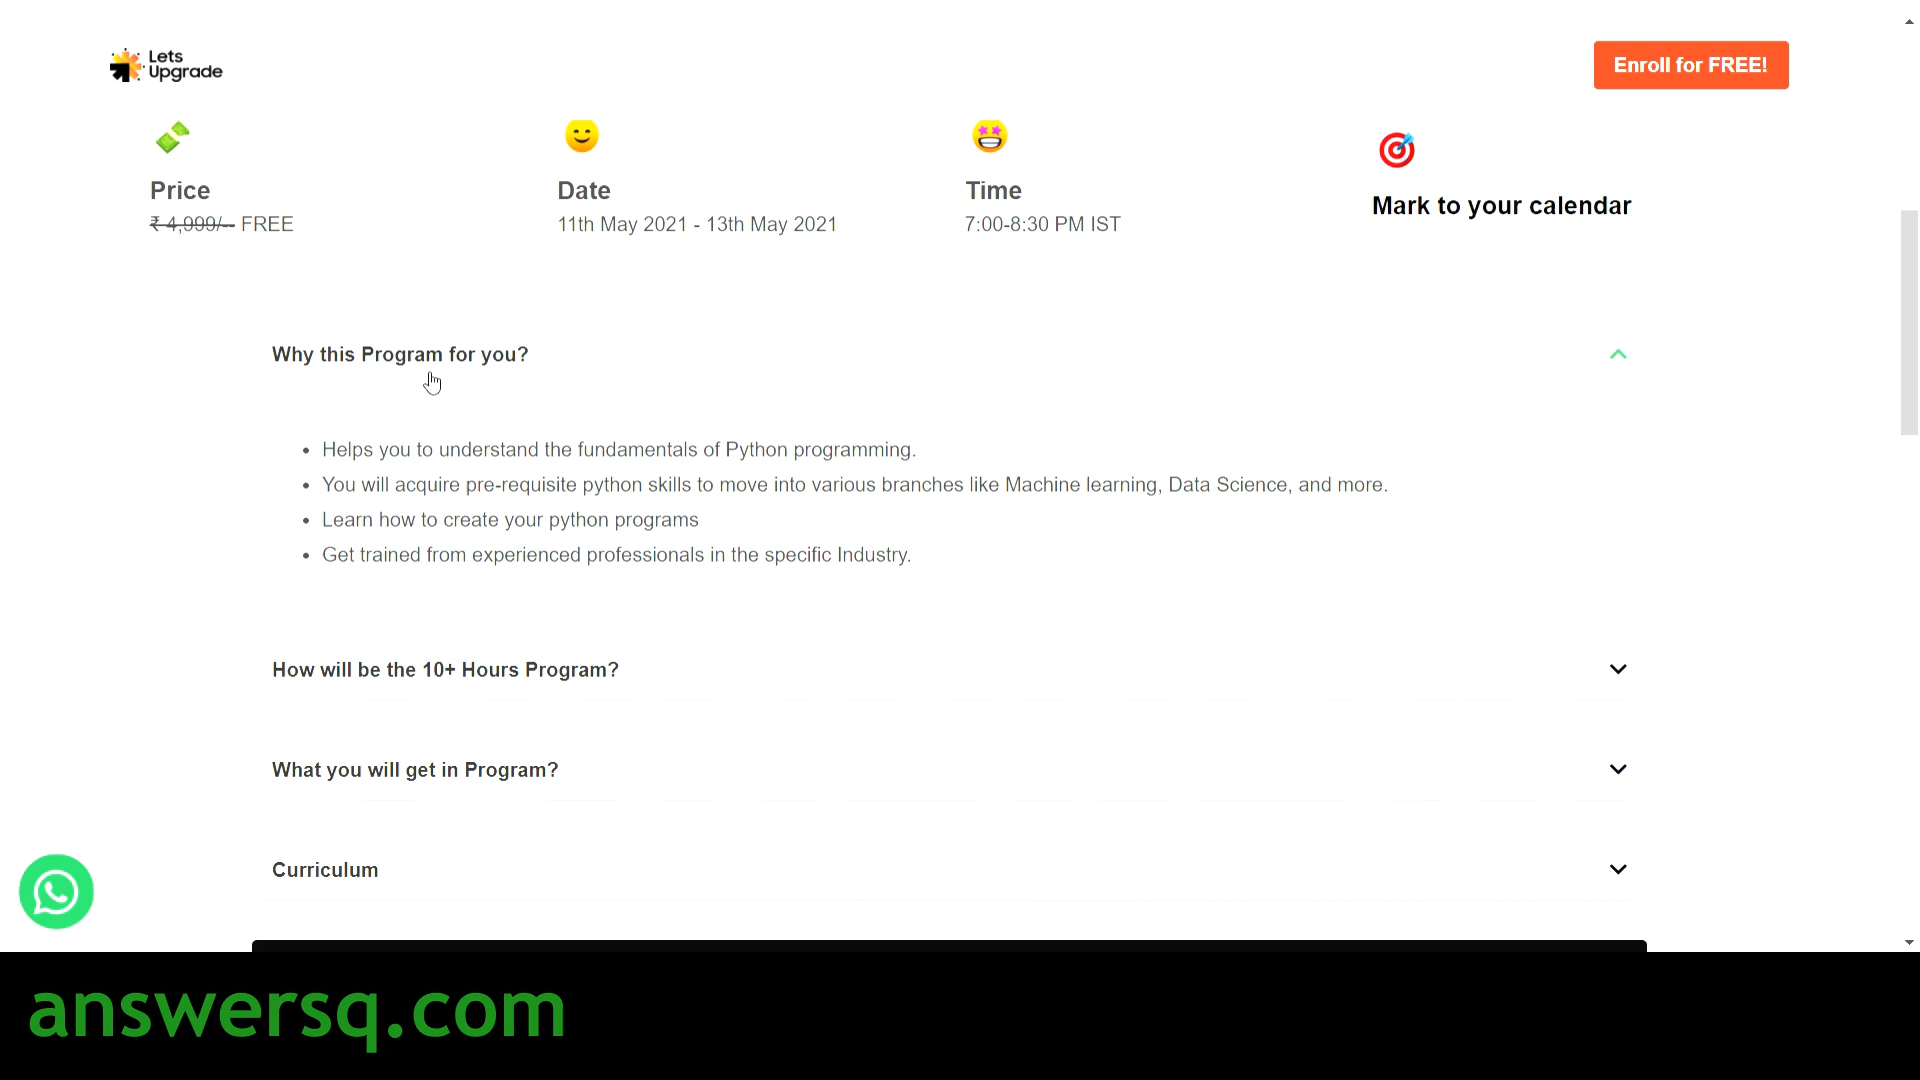 Lets
Upgrade
Enroll for FREE!
Price
₹ 4,999/-- FREE
Date
11th May 2021 - 13th May 2021
Time
7:00-8:30 PM IST
Mark to your calendar
Why this Program for you?
• Helps you to understand the fundamentals of Python programming.
• You will acquire pre-requisite python skills to move into various branches like Machine learning, Data Science, and more.
• Learn how to create your python programs
• Get trained from experienced professionals in the specific Industry.
How will be the 10+ Hours Program?
What you will get in Program?
Curriculum
answersq.com